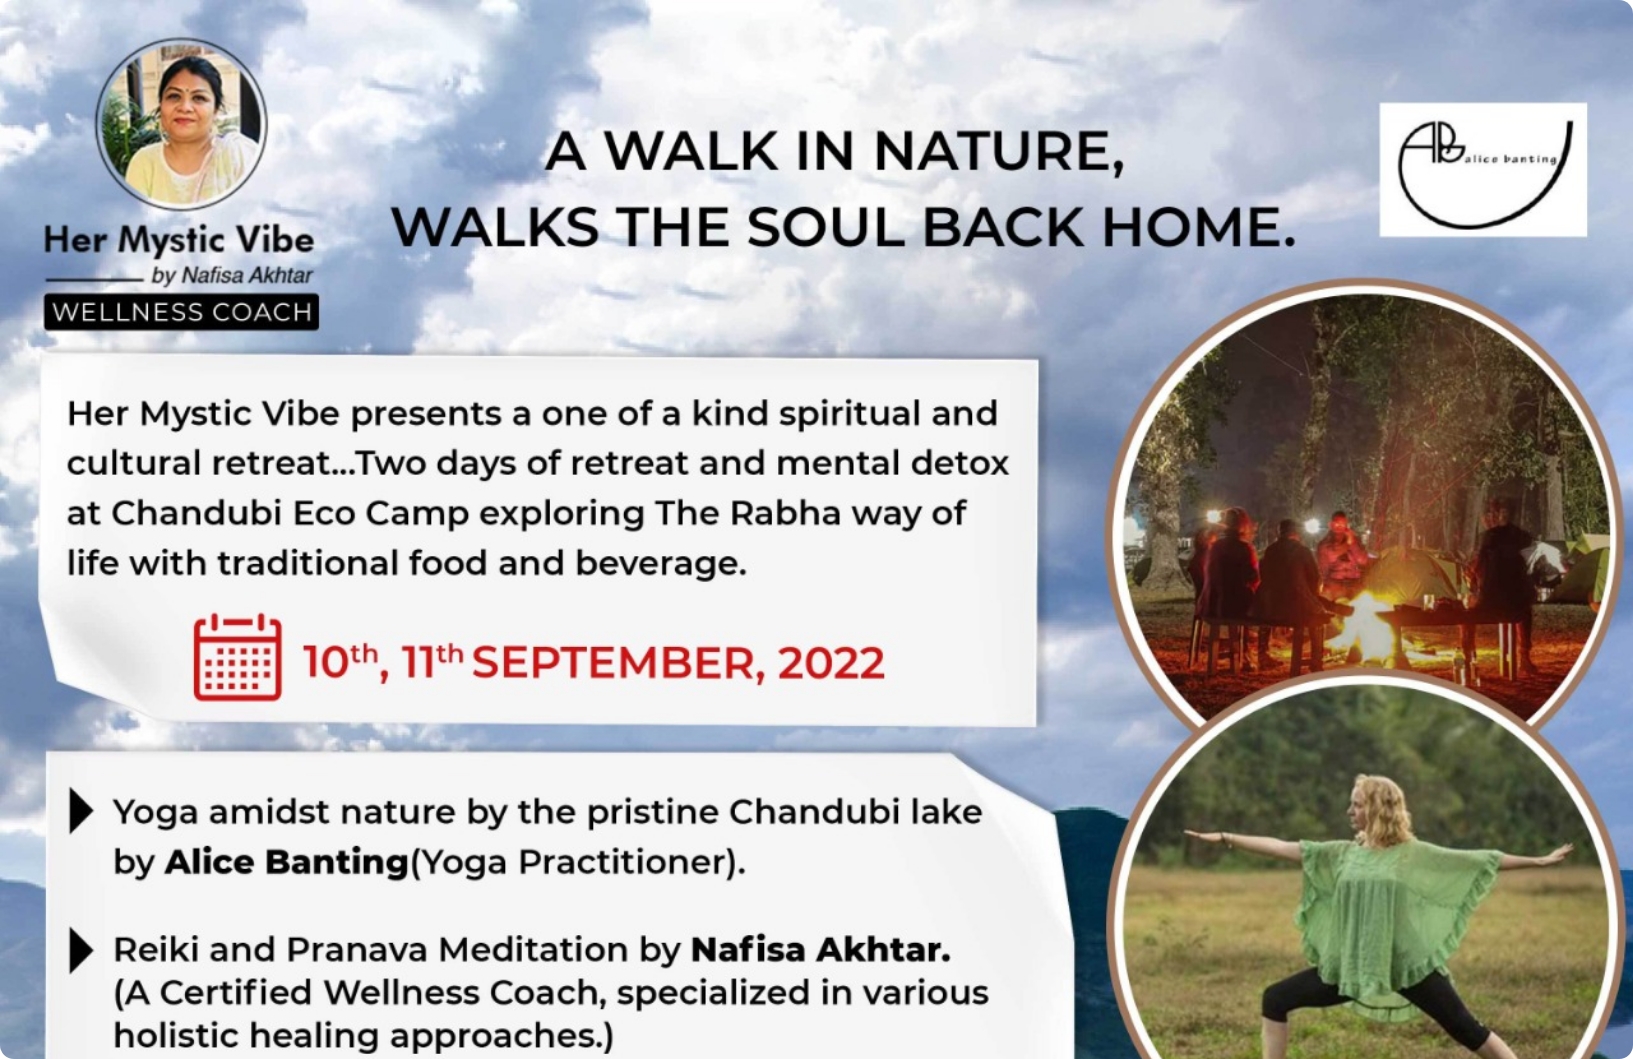 A WALK IN NATURE,
WALKS THE SOUL BACK HOME.
AB alice banting
Her Mystic Vibe
by Nafisa Akhtar
WELLNESS COACH
Her Mystic Vibe presents a one of a kind spiritual and
cultural retreat...Two days of retreat and mental detox
at Chandubi Eco Camp exploring The Rabha way of
life with traditional food and beverage.
10th, 11th SEPTEMBER, 2022
Yoga amidst nature by the pristine Chandubi lake
by Alice Banting(Yoga Practitioner).
Reiki and Pranava Meditation by Nafisa Akhtar.
(A Certified Wellness Coach, specialized in various
holistic healing approaches.)